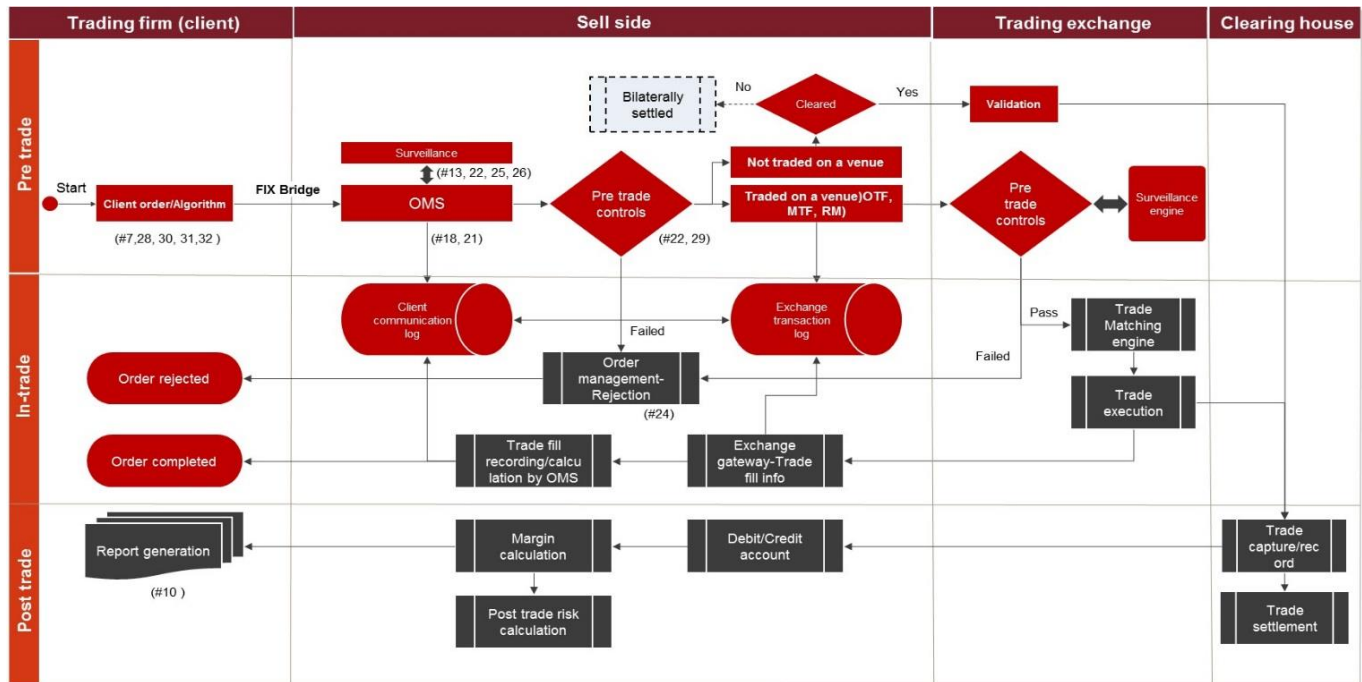 Trading firm (client)
Sell side
Trading exchange
Clearing house
Pre trade
Start
Client order/Algorithm
(#7,28, 30, 31,32 )
FIX Bridge
Surveillance
(#13, 22, 25, 26)
OMS
(#18, 21)
Bilaterally
settled
No
Cleared
Yes
Validation
Pre trade
controls
(#22, 29)
Not traded on a venue
Traded on a venue)OTF,
MTF, RM)
Pre
trade
controls
Surveillance
engine
In-trade
Client
communication
log
Exchange
transaction
log
Failed
Pass
Failed
Trade
Matching
engine
Order rejected
Order
management-
Rejection
(#24)
Trade
execution
Order completed
Trade fill
recording/calcu
lation by OMS
Exchange
gateway-Trade
fill info
Post trade
Report generation
(#10 )
Margin
calculation
Debit/Credit
account
Trade
capture/rec
ord
Post trade risk
calculation
Trade
settlement